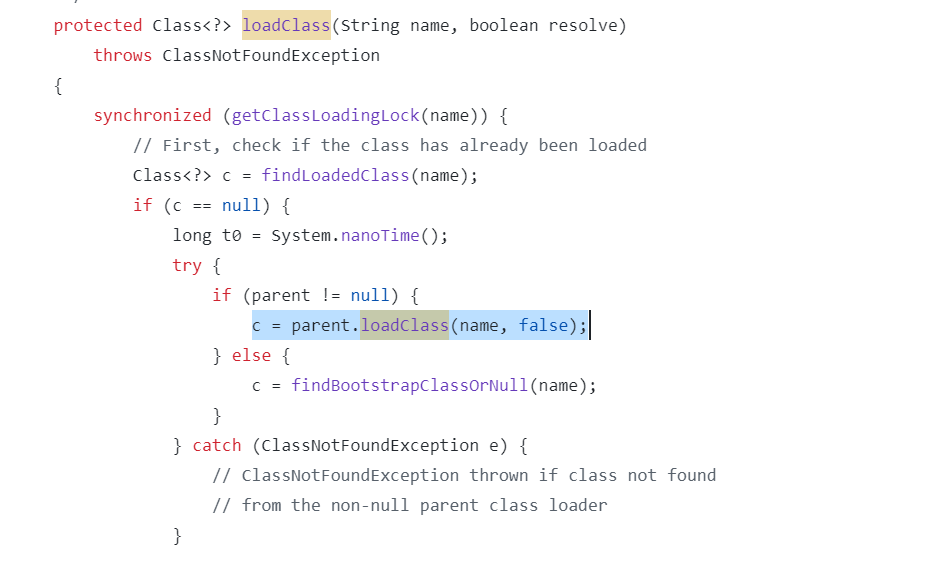 protected Class<?> loadClass(String name, boolean resolve)
    throws ClassNotFoundException
{
    synchronized (getClassLoadingLock(name)) {
        // First, check if the class has already been loaded
        Class<?> c = findLoadedClass(name);
        if (c == null) {
            long t0 = System.nanoTime();
            try {
                if (parent != null) {
                    c = parent.loadClass(name, false);
                } else {
                    c = findBootstrapClassOrNull(name);
                }
            } catch (ClassNotFoundException e) {
                // ClassNotFoundException thrown if class not found
                // from the non-null parent class loader
            }